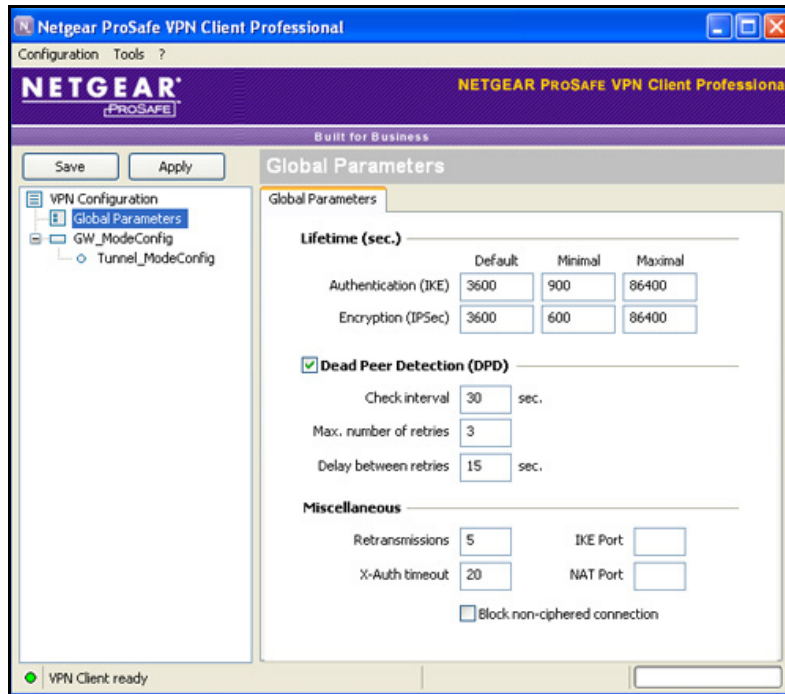 Netgear ProSafe VPN Client Professional
Configuration Tools ?
NETGEAR
PROSAFE
NETGEAR PROSAFE VPN Client Professiona
Built for Business
Save Apply
Global Parameters
VPN Configuration
Global Parameters
GW_ModeConfig
Tunnel_ModeConfig
Global Parameters
Lifetime (sec.)
Default Minimal Maximal
Authentication (IKE) 3600 900 86400
Encryption (IPSec) 3600 600 86400
Dead Peer Detection (DPD)
Check interval 30 sec.
Max. number of retries 3
Delay between retries 15 sec.
Miscellaneous
Retransmissions 5 IKE Port
X-Auth timeout 20 NAT Port
Block non-ciphered connection
VPN Client ready